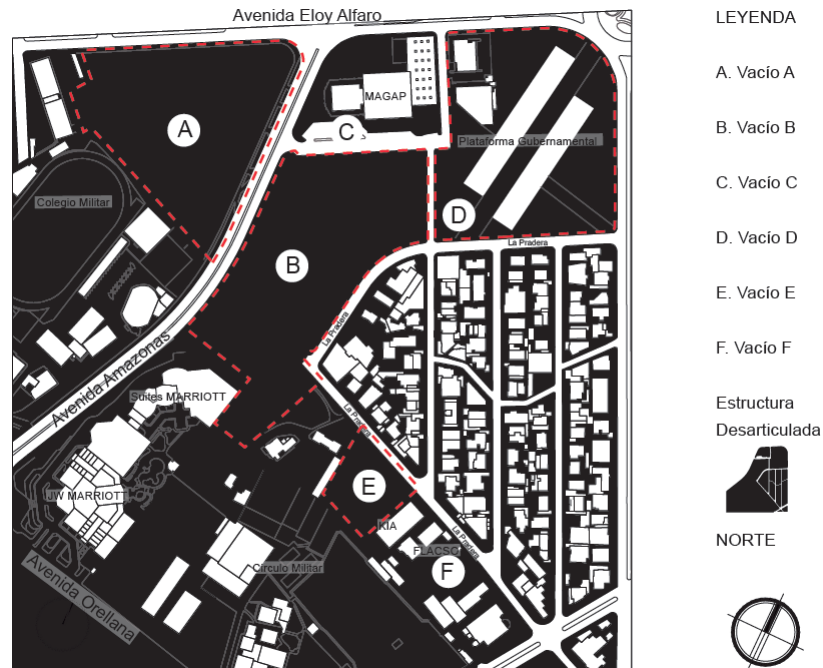 Avenida Eloy Alfaro
A
MAGAP
C
Plataforma Gubernamental
Colegio Militar
D
La Pradera
B
La Pradera
Avenida Amazonas
Suites MARRIOTT
La Pradera
E
JW MARRIOTT
KIA
La Pradera
FLACSO
Círculo Militar
F
Avenida Orellana
LEYENDA
A. Vacío A
B. Vacío B
C. Vacío C
D. Vacío D
E. Vacío E
F. Vacío F
Estructura
Desarticulada
NORTE